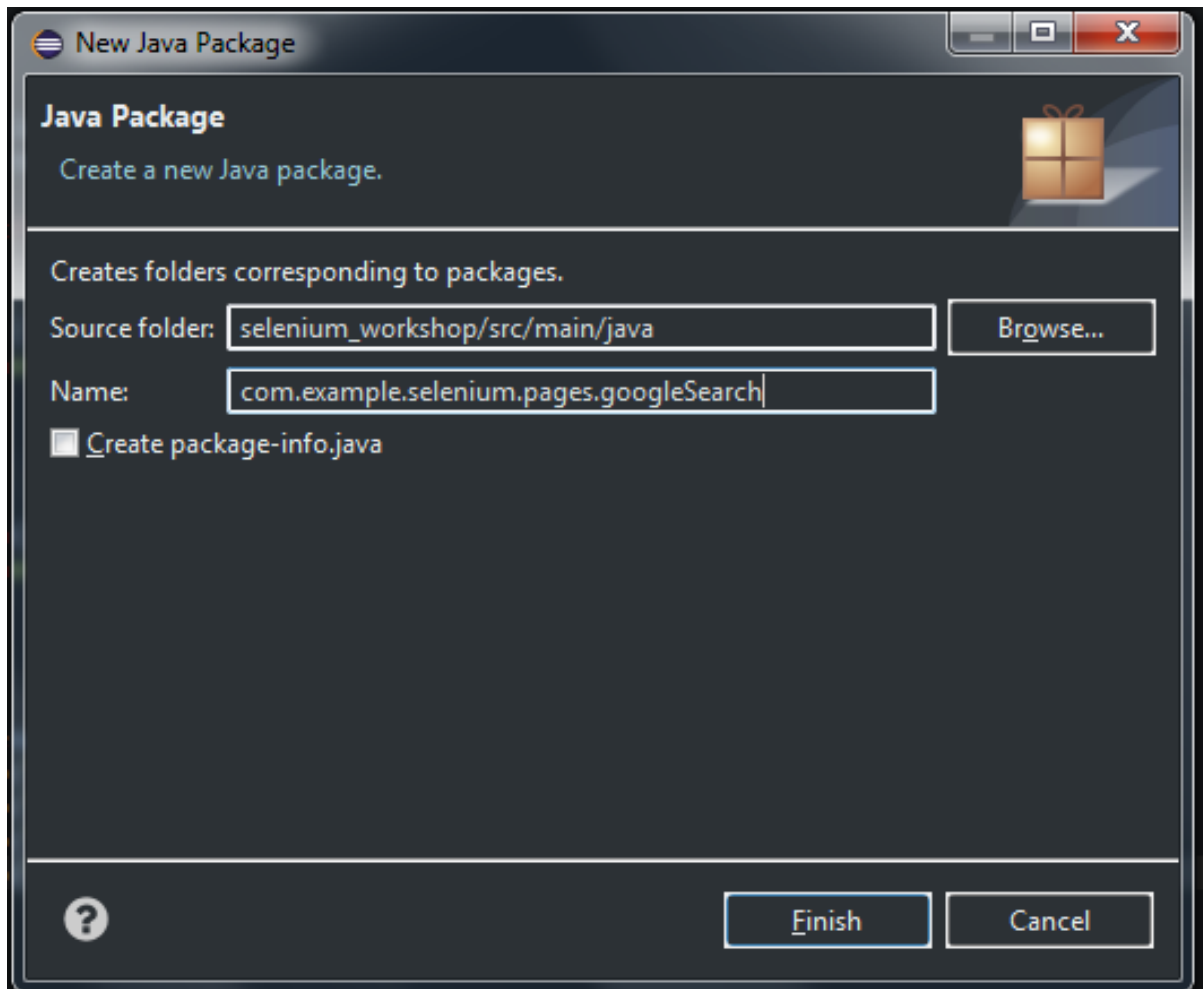 New Java Package
Java Package
Create a new Java package.
Creates folders corresponding to packages.
Source folder: selenium_workshop/src/main/java Browse...
Name: com.example.selenium.pages.googleSearch
Create package-info.java
? Finish Cancel